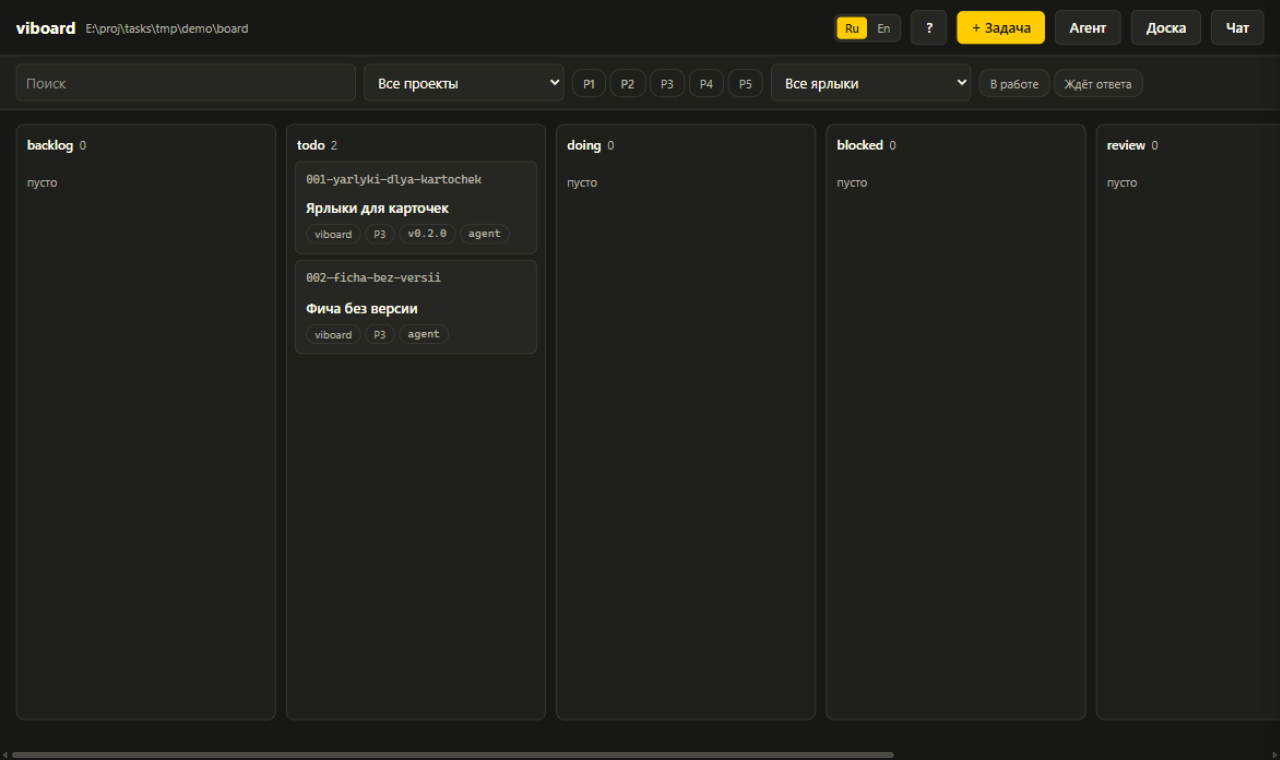 viboard E:\proj\tasks\tmp\demo\board Ru En ? + Задача Агент Доска Чат
Поиск Все проекты P1 P2 P3 P4 P5 Все ярлыки В работе Ждёт ответа
backlog 0
пусто
todo 2
001-yarlyki-dlya-kartochek
Ярлыки для карточек
viboard P3 v0.2.0 agent
002-ficha-bez-versii
Фича без версии
viboard P3 agent
doing 0
пусто
blocked 0
пусто
review 0
пусто